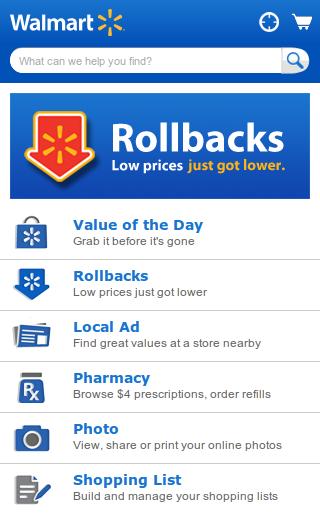 Walmart
What can we help you find?
Rollbacks
Low prices just got lower.
Value of the Day
Grab it before it's gone
Rollbacks
Low prices just got lower
Local Ad
Find great values at a store nearby
Rx
Pharmacy
Browse $4 prescriptions, order refills
Photo
View, share or print your online photos
Shopping List
Build and manage your shopping lists